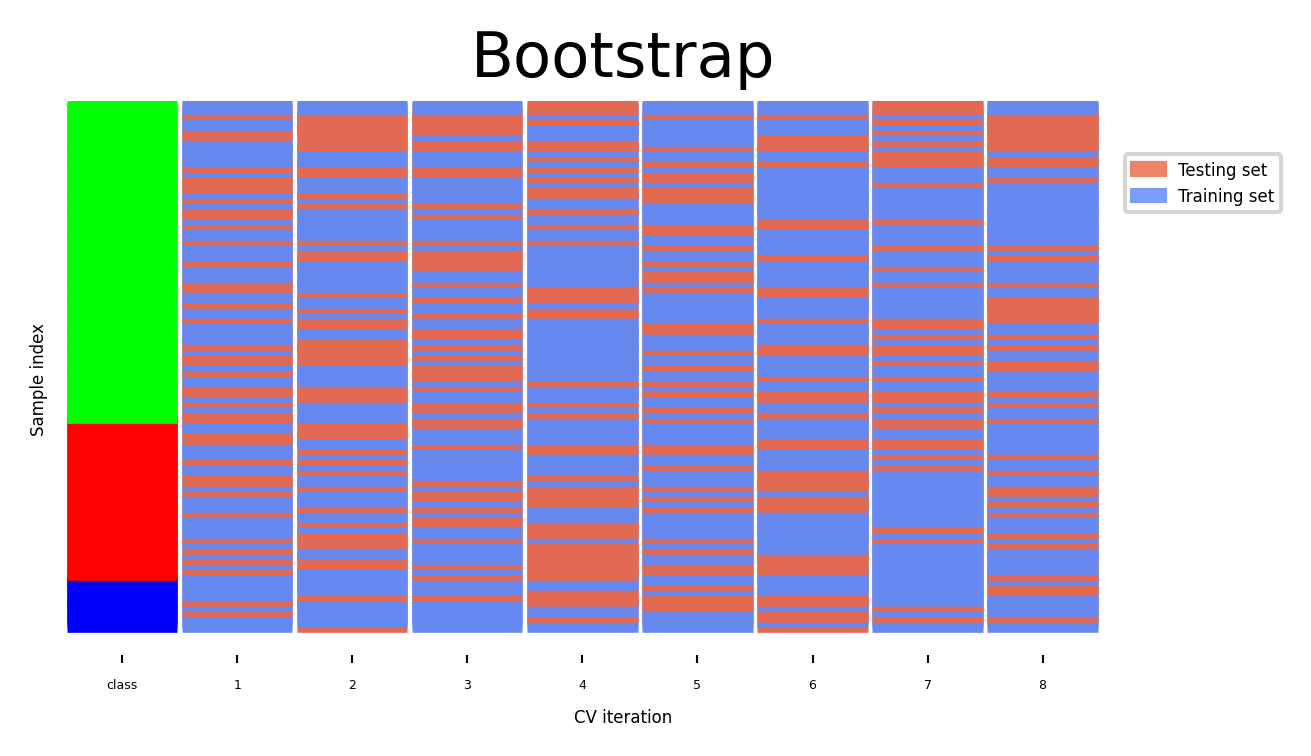 Bootstrap
Testing set
Training set
Sample index
class 1 2 3 4 5 6 7 8
CV iteration